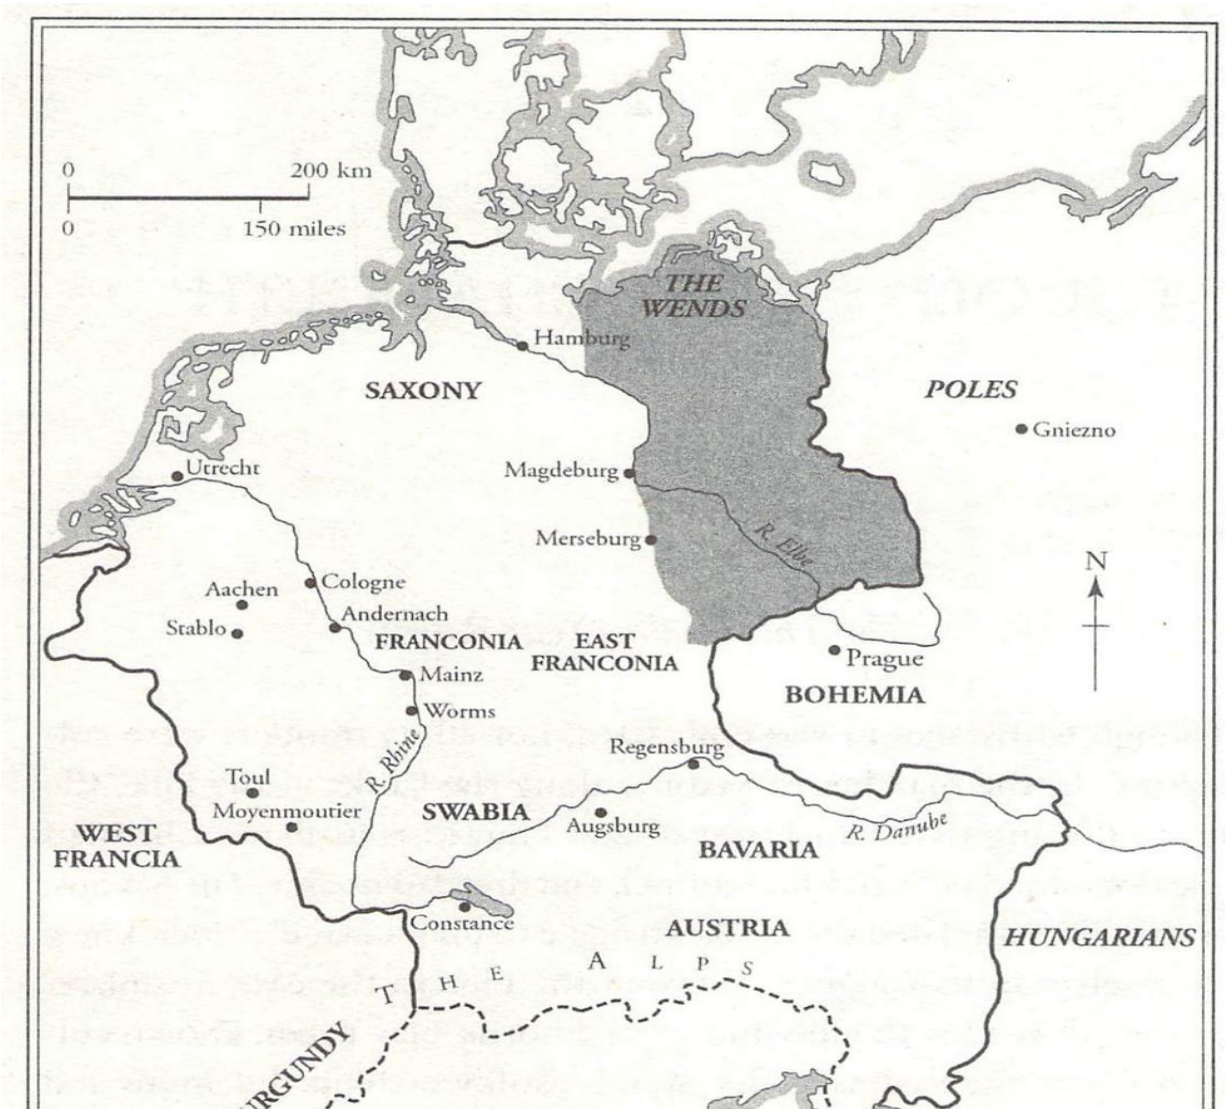 0 200 km
0 150 miles
THE
WENDS
Hamburg
SAXONY
POLES
Gniezno
Utrecht
Magdeburg
Merseburg
R. Elbe
N
Cologne
Aachen
Andernach
Stablo
FRANCONIA
EAST
FRANCONIA
Prague
Mainz
BOHEMIA
Worms
Regensburg
R. Rhine
Toul
Moyenmoutier
SWABIA
Augsburg
R. Danube
WEST
FRANCIA
BAVARIA
Constance
AUSTRIA
HUNGARIANS
THE ALPS
URGUNDY